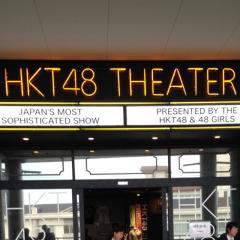 HKT48 THEATER
JAPAN'S MOST
SOPHISTICATED SHOW
PRESENTED BY THE
HKT48 & 48 GIRLS